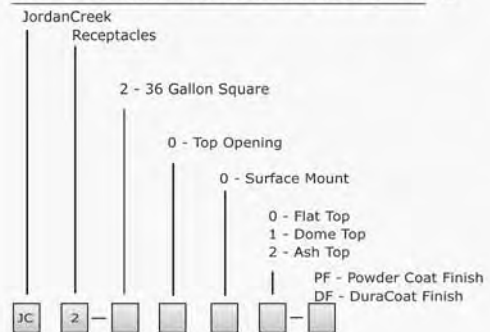 JordanCreek
Receptacles
2 - 36 Gallon Square
0 - Top Opening
0 - Surface Mount
0 - Flat Top
1 - Dome Top
2 - Ash Top
PF - Powder Coat Finish
DF - DuraCoat Finish
JC 2 - -